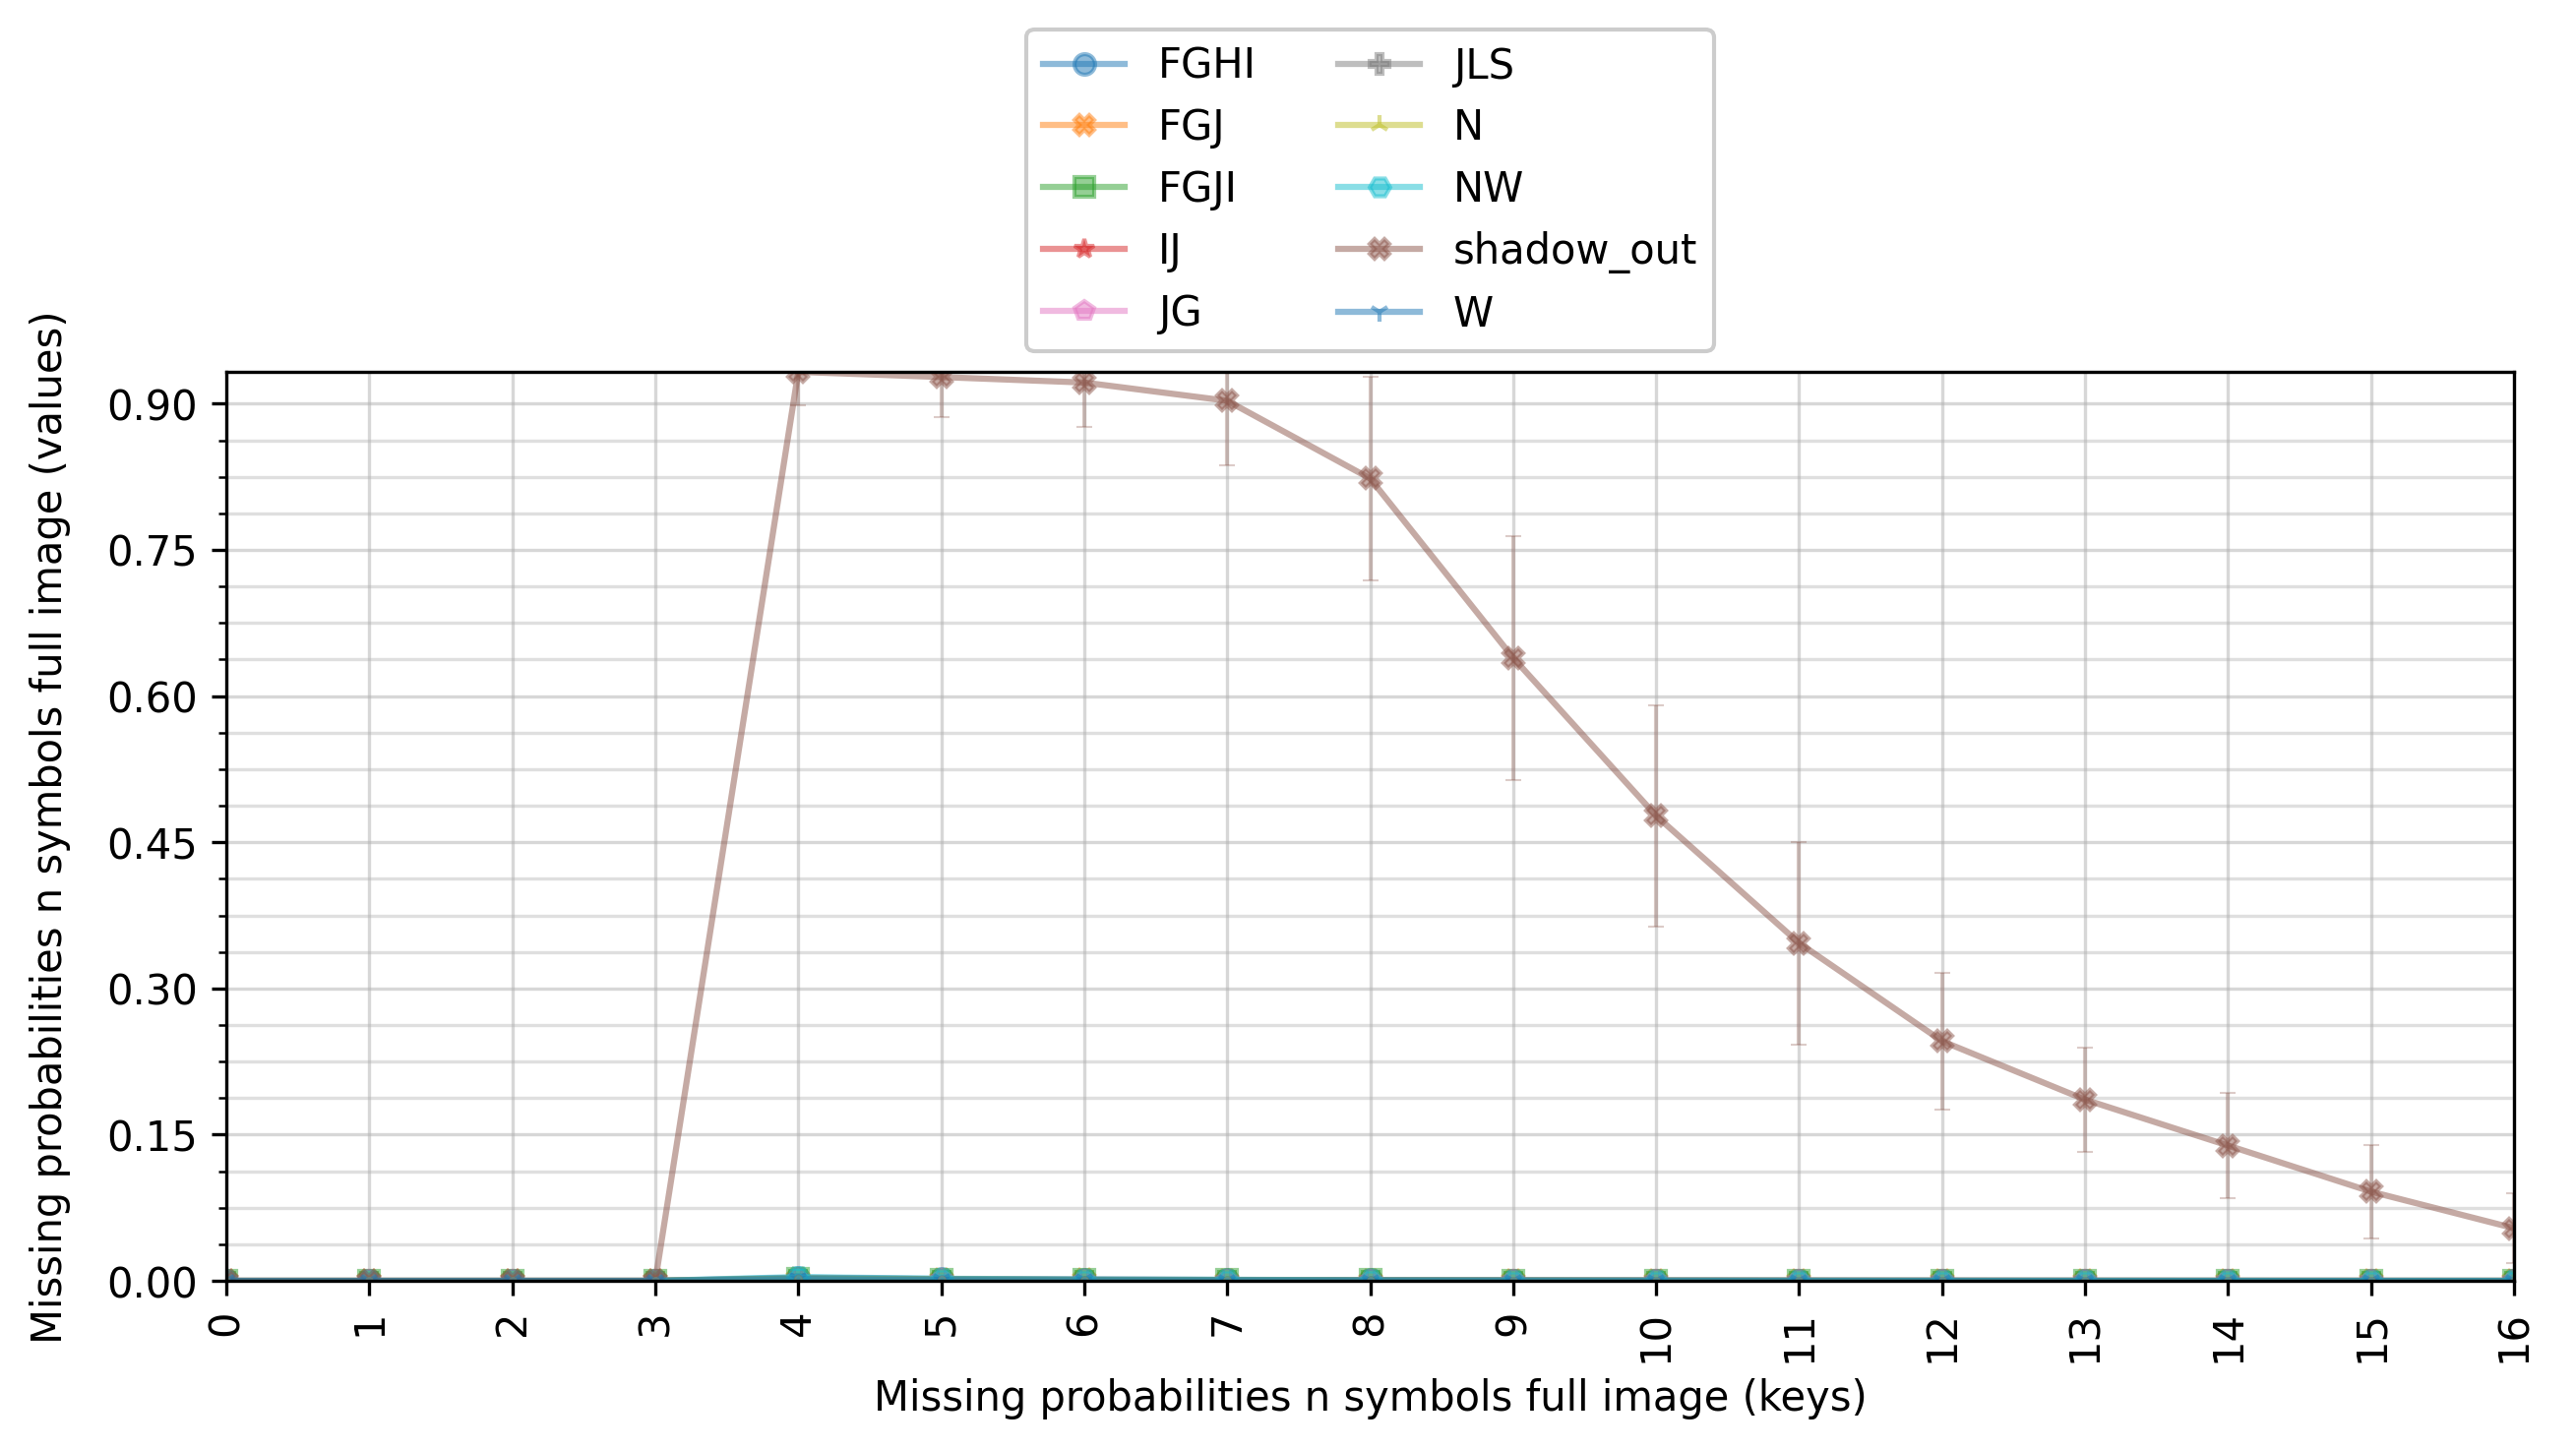 FGHI
FGJ
FGJI
IJ
JG
JLS
N
NW
shadow_out
W
Missing probabilities n symbols full image (values)
0.90
0.75
0.60
0.45
0.30
0.15
0.00
0 1 2 3 4 5 6 7 8 9 10 11 12 13 14 15 16
Missing probabilities n symbols full image (keys)